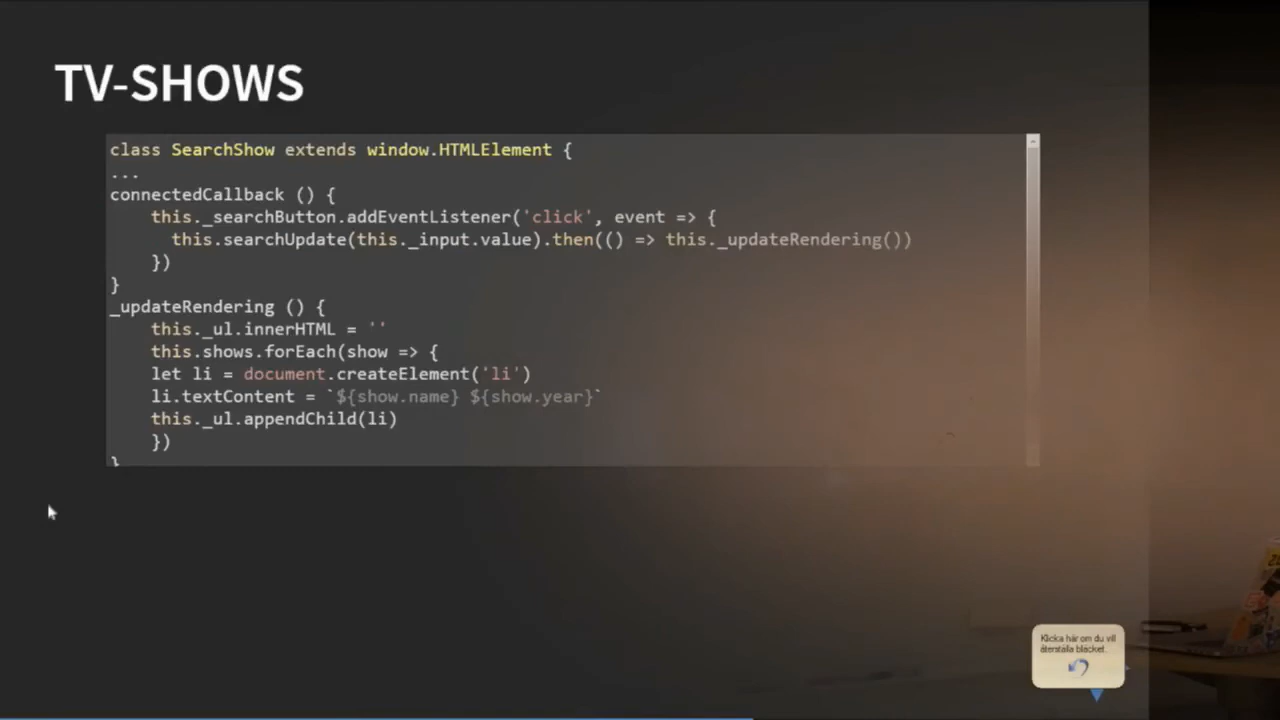 TV-SHOWS
class SearchShow extends window.HTMLElement {
...
connectedCallback () {
    this._searchButton.addEventListener('click', event => {
      this.searchUpdate(this._input.value).then(() => this._updateRendering())
    })
}
_updateRendering () {
    this._ul.innerHTML = ''
    this.shows.forEach(show => {
    let li = document.createElement('li')
    li.textContent = `${show.name} ${show.year}`
    this._ul.appendChild(li)
    })
}
Klicka här om du vill
återställa bläcket.